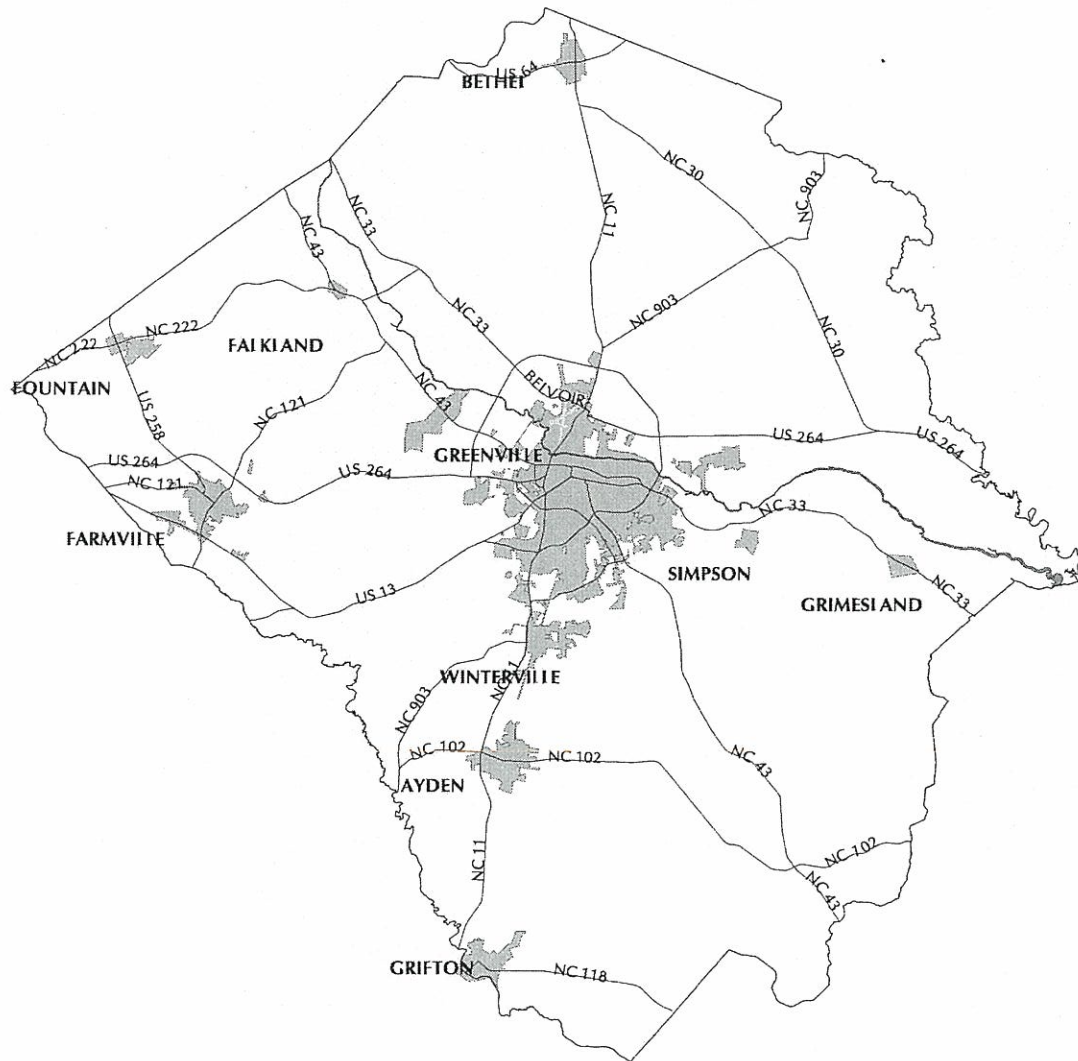 US 64
BETHEL
NC 30
NC 903
NC 11
NC 33
NC 43
NC 903
NC 33
NC 222
NC 222
FALKLAND
NC 30
FOUNTAIN
BELVOIR
NC 43
US 258
NC 121
US 264
US 264
GREENVILLE
US 264
US 264
NC 121
NC 33
FARMVILLE
SIMPSON
US 13
GRIMESLAND
NC 33
WINTERVILLE
NC 11
NC 903
NC 102
NC 102
NC 43
AYDEN
NC 11
NC 102
NC 43
GRIFTON
NC 118